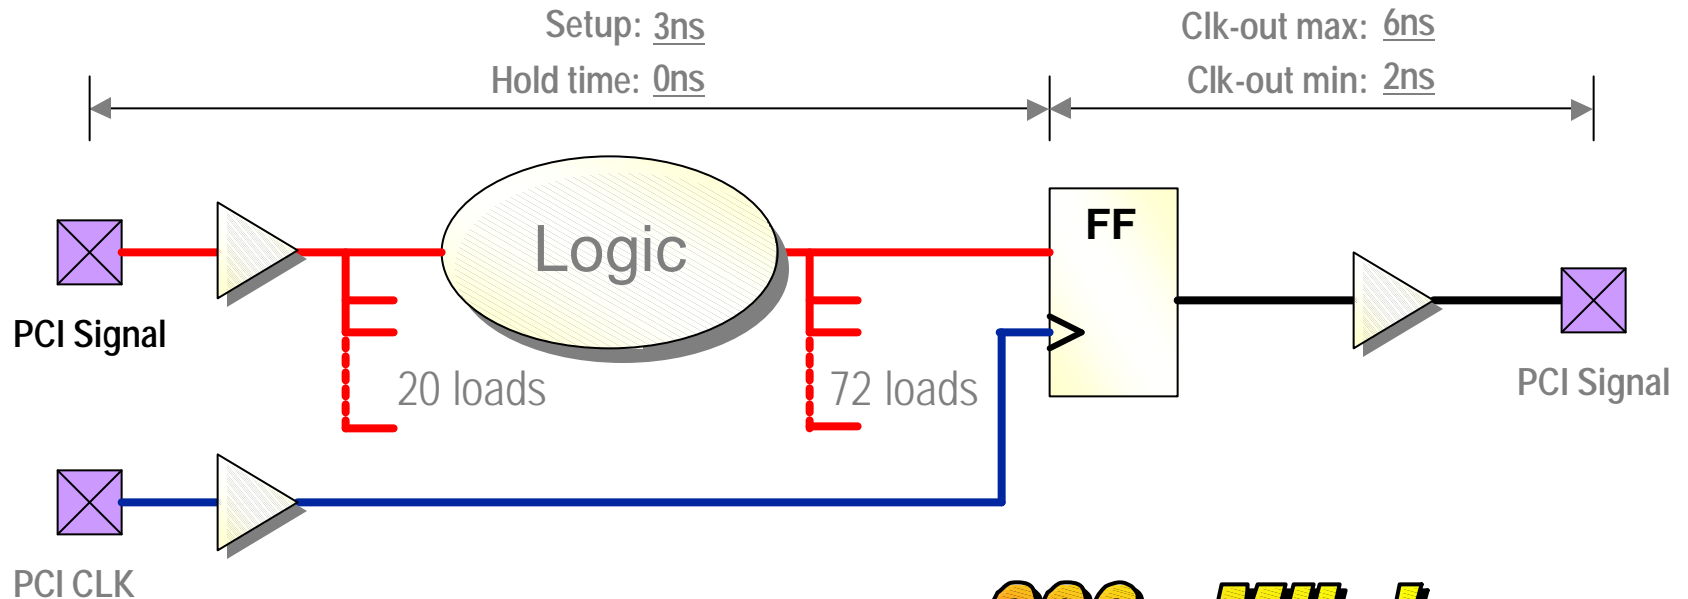 Setup: 3ns
Clk-out max: 6ns
Hold time: 0ns
Clk-out min: 2ns
Logic
FF
PCI Signal
20 loads
72 loads
PCI Signal
PCI CLK